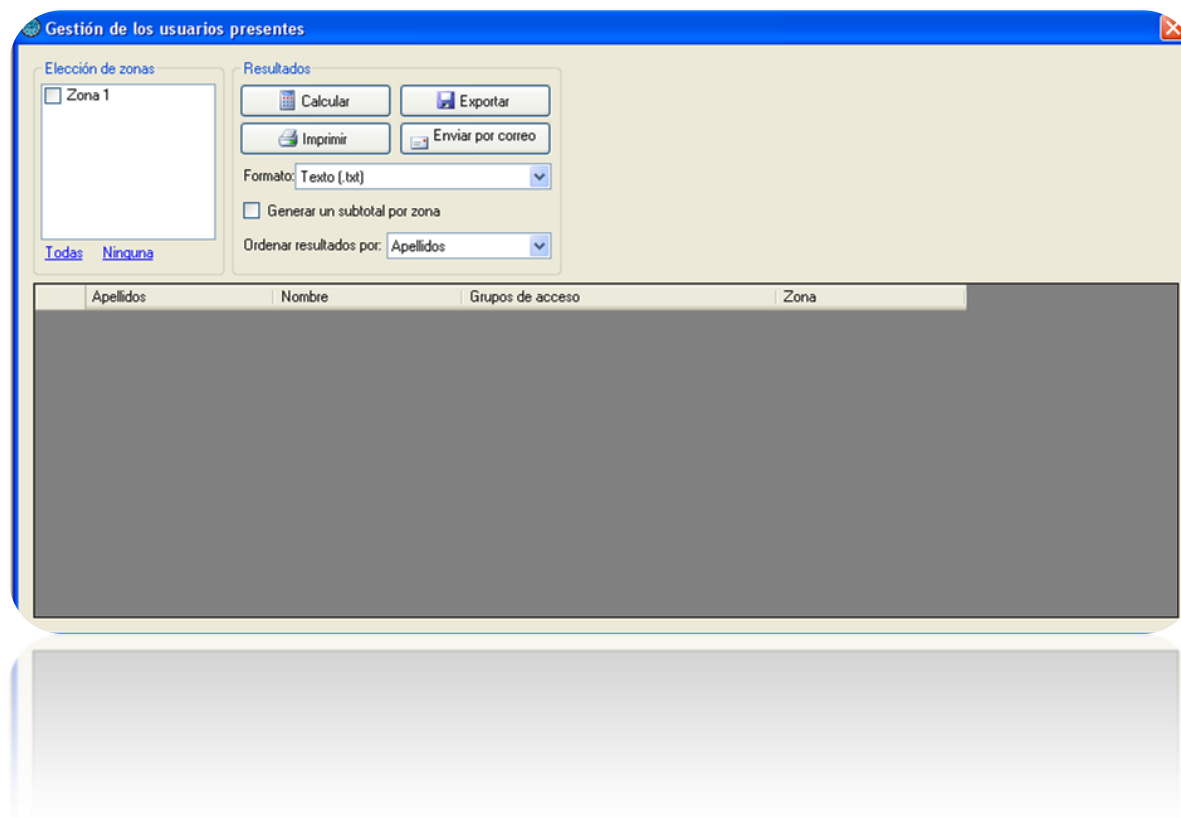 Gestión de los usuarios presentes
Elección de zonas
Zona 1
Todas Ninguna
Resultados
Calcular Exportar
Imprimir Enviar por correo
Formato: Texto (.txt)
Generar un subtotal por zona
Ordenar resultados por: Apellidos
Apellidos Nombre Grupos de acceso Zona